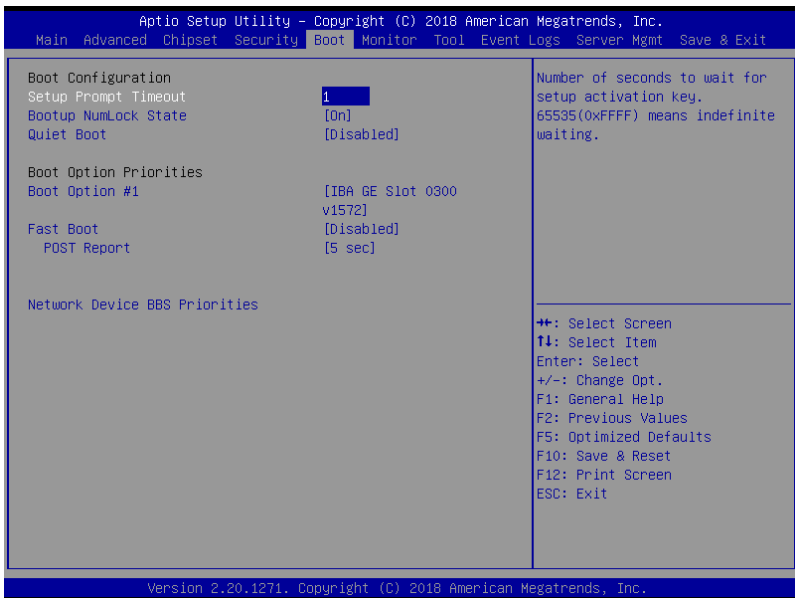 Aptio Setup Utility – Copyright (C) 2018 American Megatrends, Inc.
Main Advanced Chipset Security Boot Monitor Tool Event Logs Server Mgmt Save & Exit
Boot Configuration
Setup Prompt Timeout 1
Bootup NumLock State [On]
Quiet Boot [Disabled]
Boot Option Priorities
Boot Option #1 [IBA GE Slot 0300
v1572]
Fast Boot [Disabled]
POST Report [5 sec]
Network Device BBS Priorities
Number of seconds to wait for
setup activation key.
65535(0xFFFF) means indefinite
waiting.
→←: Select Screen
↑↓: Select Item
Enter: Select
+/-: Change Opt.
F1: General Help
F2: Previous Values
F5: Optimized Defaults
F10: Save & Reset
F12: Print Screen
ESC: Exit
Version 2.20.1271. Copyright (C) 2018 American Megatrends, Inc.